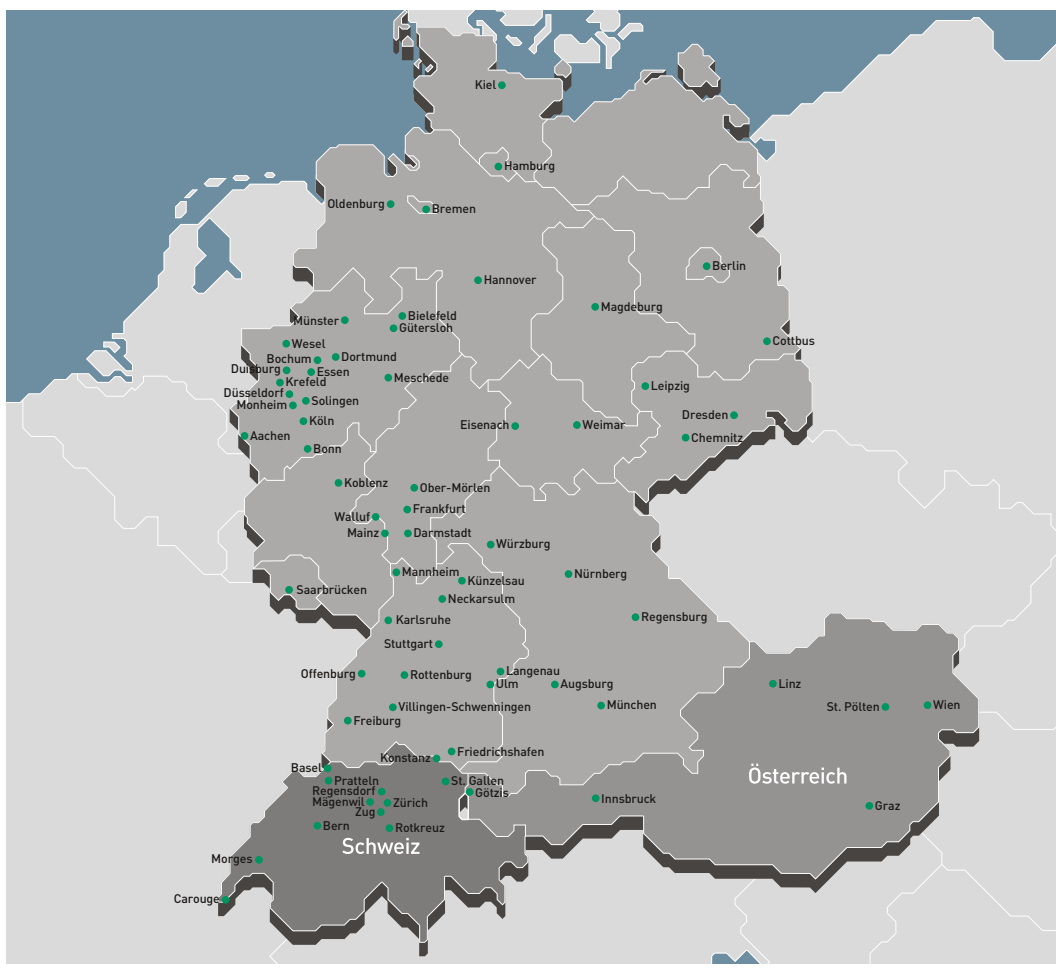 Kiel
Hamburg
Oldenburg
Bremen
Berlin
Hannover
Magdeburg
Bielefeld
Münster
Gütersloh
Cottbus
Wesel
Bochum
Dortmund
Duisburg
Essen
Meschede
Krefeld
Leipzig
Düsseldorf
Solingen
Monheim
Dresden
Köln
Eisenach
Weimar
Aachen
Chemnitz
Bonn
Koblenz
Ober-Mörlen
Frankfurt
Walluf
Mainz
Darmstadt
Würzburg
Mannheim
Nürnberg
Künzelsau
Saarbrücken
Neckarsulm
Karlsruhe
Regensburg
Stuttgart
Langenau
Offenburg
Rottenburg
Ulm
Augsburg
Linz
Villingen-Schwenningen
München
St. Pölten
Wien
Freiburg
Friedrichshafen
Konstanz
Basel
Pratteln
St. Gallen
Österreich
Regensdorf
Götzis
Mägenwil
Zürich
Innsbruck
Zug
Graz
Bern
Rotkreuz
Schweiz
Morges
Carouge